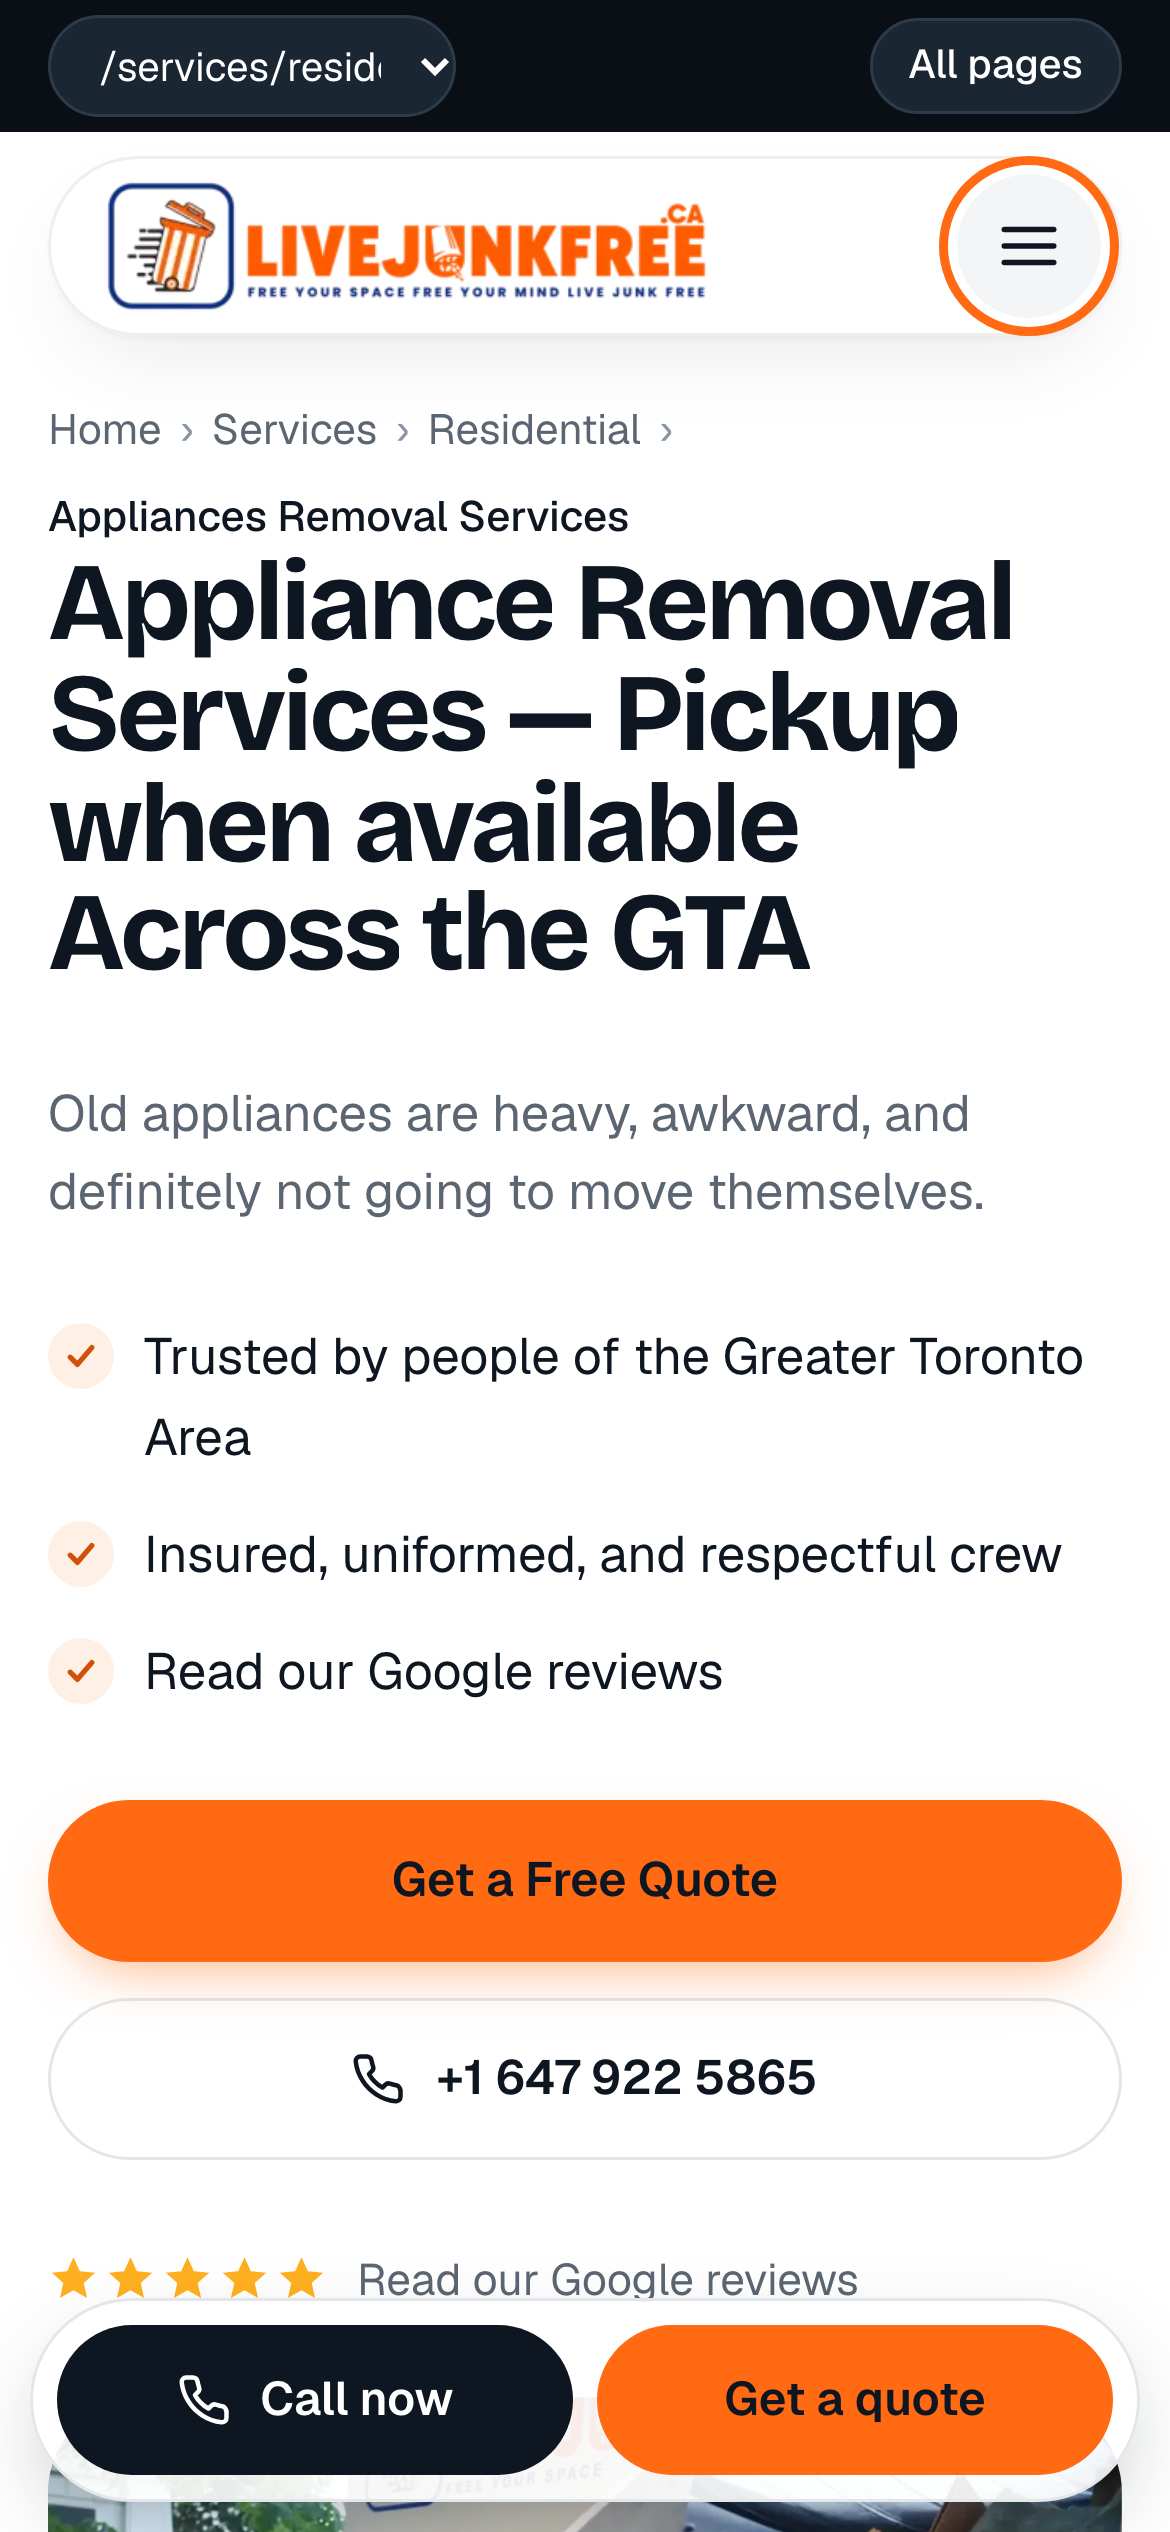 /services/resid
All pages
LIVEJUNKFREE.CA
FREE YOUR SPACE FREE YOUR MIND LIVE JUNK FREE
Home › Services › Residential ›
Appliances Removal Services
Appliance Removal
Services — Pickup
when available
Across the GTA
Old appliances are heavy, awkward, and
definitely not going to move themselves.
Trusted by people of the Greater Toronto
Area
Insured, uniformed, and respectful crew
Read our Google reviews
Get a Free Quote
+1 647 922 5865
Read our Google reviews
Call now
Get a quote
FREE YOUR SPACE